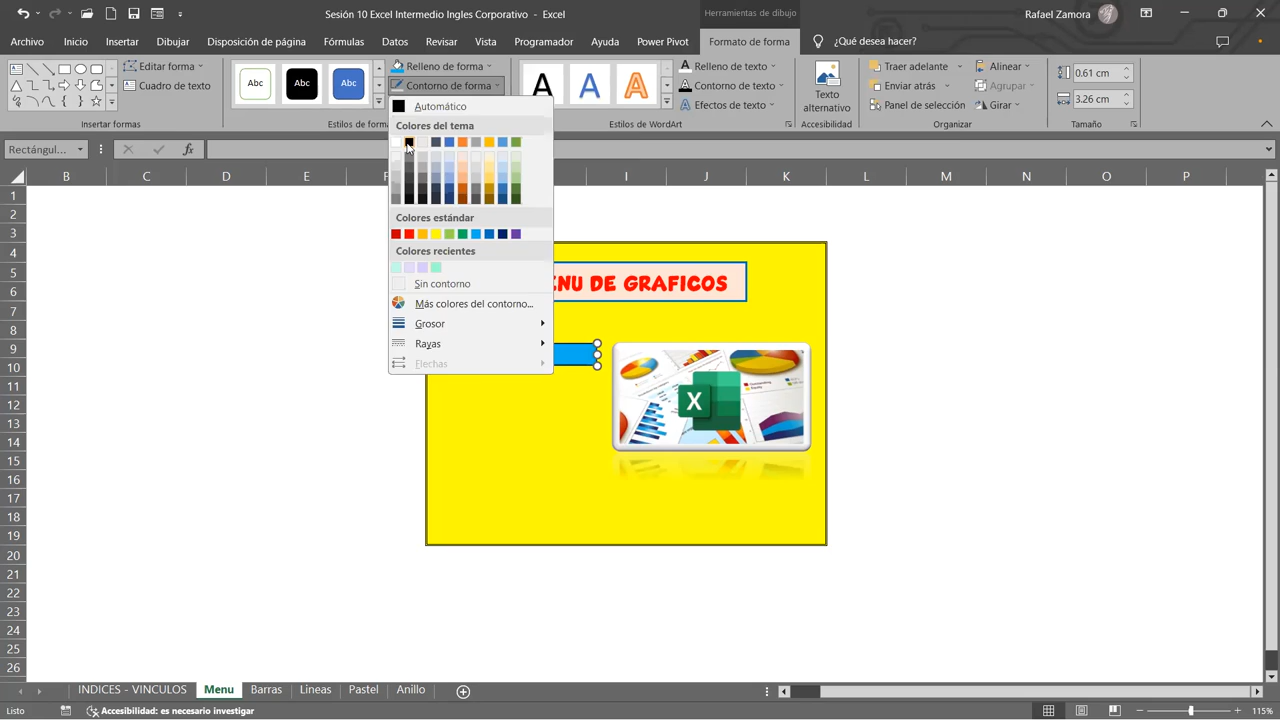 Sesión 10 Excel Intermedio Ingles Corporativo - Excel
Herramientas de dibujo
Rafael Zamora
Archivo Inicio Insertar Dibujar Disposición de página Fórmulas Datos Revisar Vista Programador Ayuda Power Pivot Formato de forma ¿Qué desea hacer?
Editar forma
Cuadro de texto
Insertar formas
Abc Abc Abc
Estilos de form
Relleno de forma
Contorno de forma
A A A
Estilos de WordArt
Relleno de texto
Contorno de texto
Efectos de texto
Texto
alternativo
Accesibilidad
Traer adelante
Enviar atrás
Panel de selección
Alinear
Agrupar
Girar
Organizar
0.61 cm
3.26 cm
Tamaño
Automático
Colores del tema
Colores estándar
Colores recientes
Sin contorno
Más colores del contorno...
Grosor
Rayas
Flechas
Rectángul...
fx
B C D E F I J K L M N O P
1
2
3
4
5
6
7
8
9
10
11
12
13
14
15
16
17
18
19
20
21
22
23
24
25
26
ENU DE GRAFICOS
X
INDICES - VINCULOS Menu Barras Lineas Pastel Anillo
Listo Accesibilidad: es necesario investigar 115%